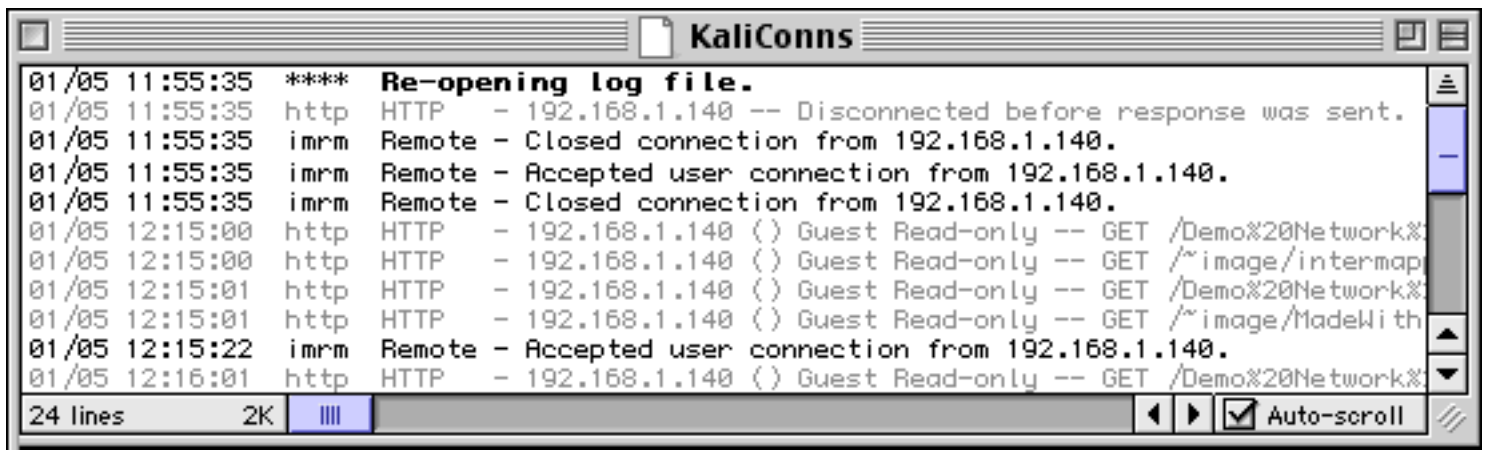 KaliConns
01/05 11:55:35 **** Re-opening log file.
01/05 11:55:35 http HTTP - 192.168.1.140 -- Disconnected before response was sent.
01/05 11:55:35 imrm Remote - Closed connection from 192.168.1.140.
01/05 11:55:35 imrm Remote - Accepted user connection from 192.168.1.140.
01/05 11:55:35 imrm Remote - Closed connection from 192.168.1.140.
01/05 12:15:00 http HTTP - 192.168.1.140 () Guest Read-only -- GET /Demo%20Network%
01/05 12:15:00 http HTTP - 192.168.1.140 () Guest Read-only -- GET /~image/intermap
01/05 12:15:01 http HTTP - 192.168.1.140 () Guest Read-only -- GET /Demo%20Network%
01/05 12:15:01 http HTTP - 192.168.1.140 () Guest Read-only -- GET /~image/MadeWith
01/05 12:15:22 imrm Remote - Accepted user connection from 192.168.1.140.
01/05 12:16:01 http HTTP - 192.168.1.140 () Guest Read-only -- GET /Demo%20Network%
24 lines 2K Auto-scroll